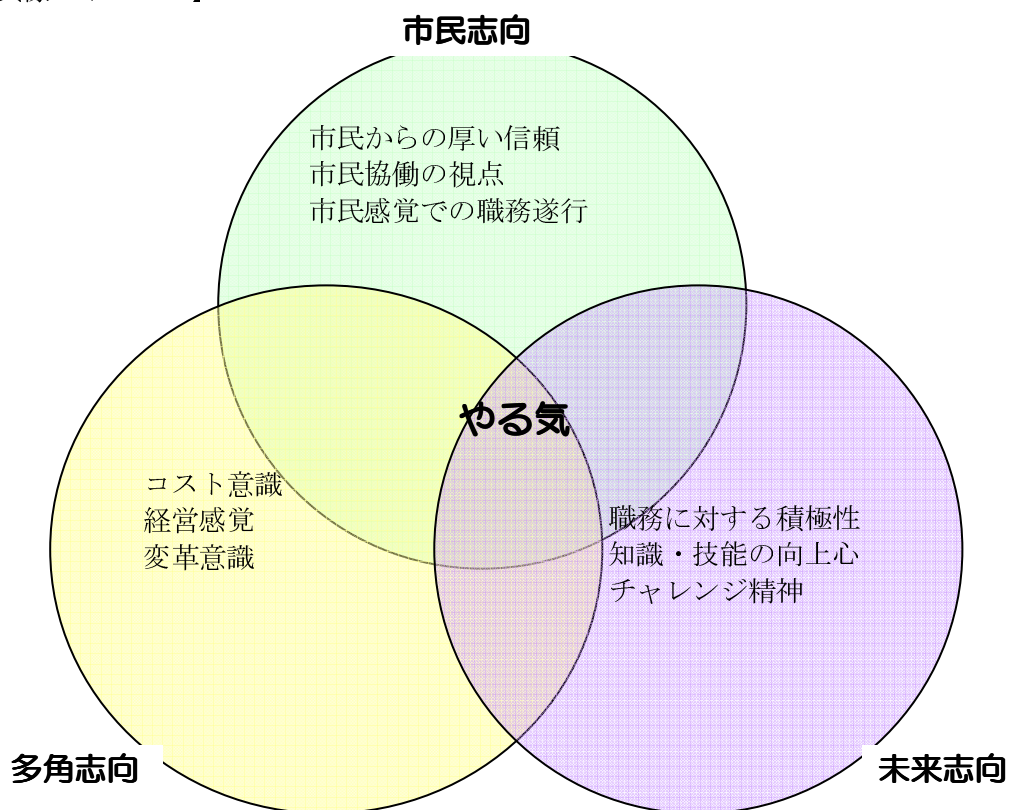 市民志向
市民からの厚い信頼
市民協働の視点
市民感覚での職務遂行
やる気
コスト意識
経営感覚
変革意識
職務に対する積極性
知識・技能の向上心
チャレンジ精神
多角志向
未来志向